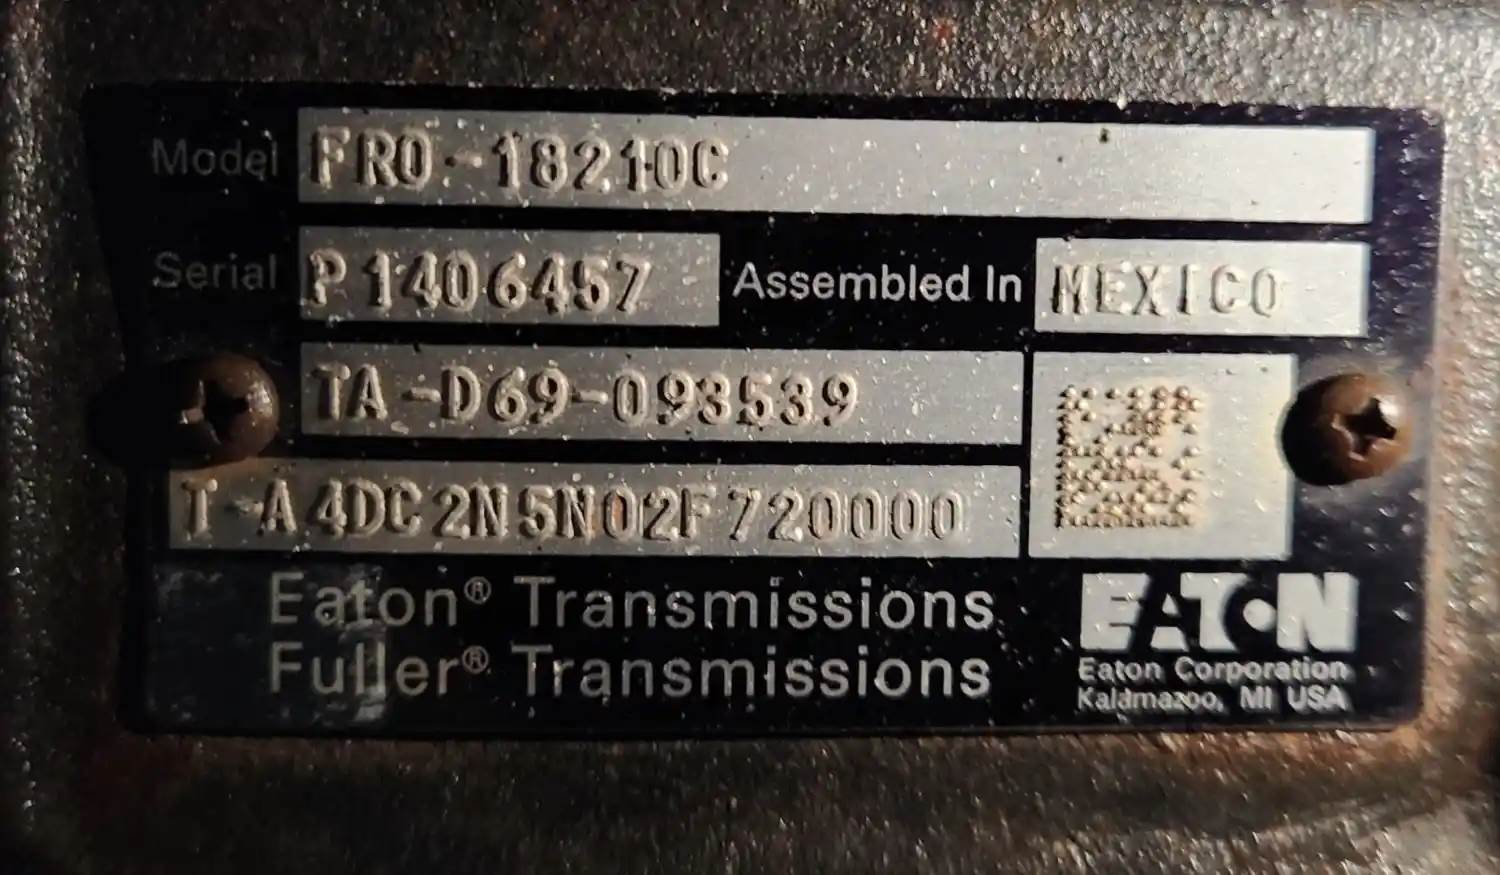 Model FRO-18210C
Serial P1406457 Assembled In MEXICO
TA-D69-093539
T-A4DC2N5N02F720000
Eaton® Transmissions
Fuller® Transmissions
EATON
Eaton Corporation
Kalamazoo, MI USA